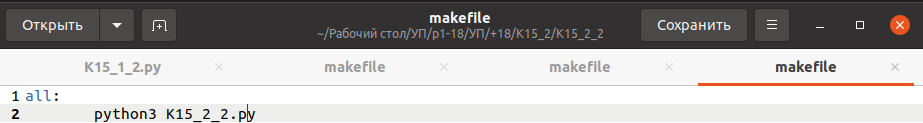 Открыть
makefile
~/Рабочий стол/УП/p1-18/УП/+18/K15_2/K15_2_2
Сохранить
K15_1_2.py
makefile
makefile
makefile
1 all:
2 python3 K15_2_2.py